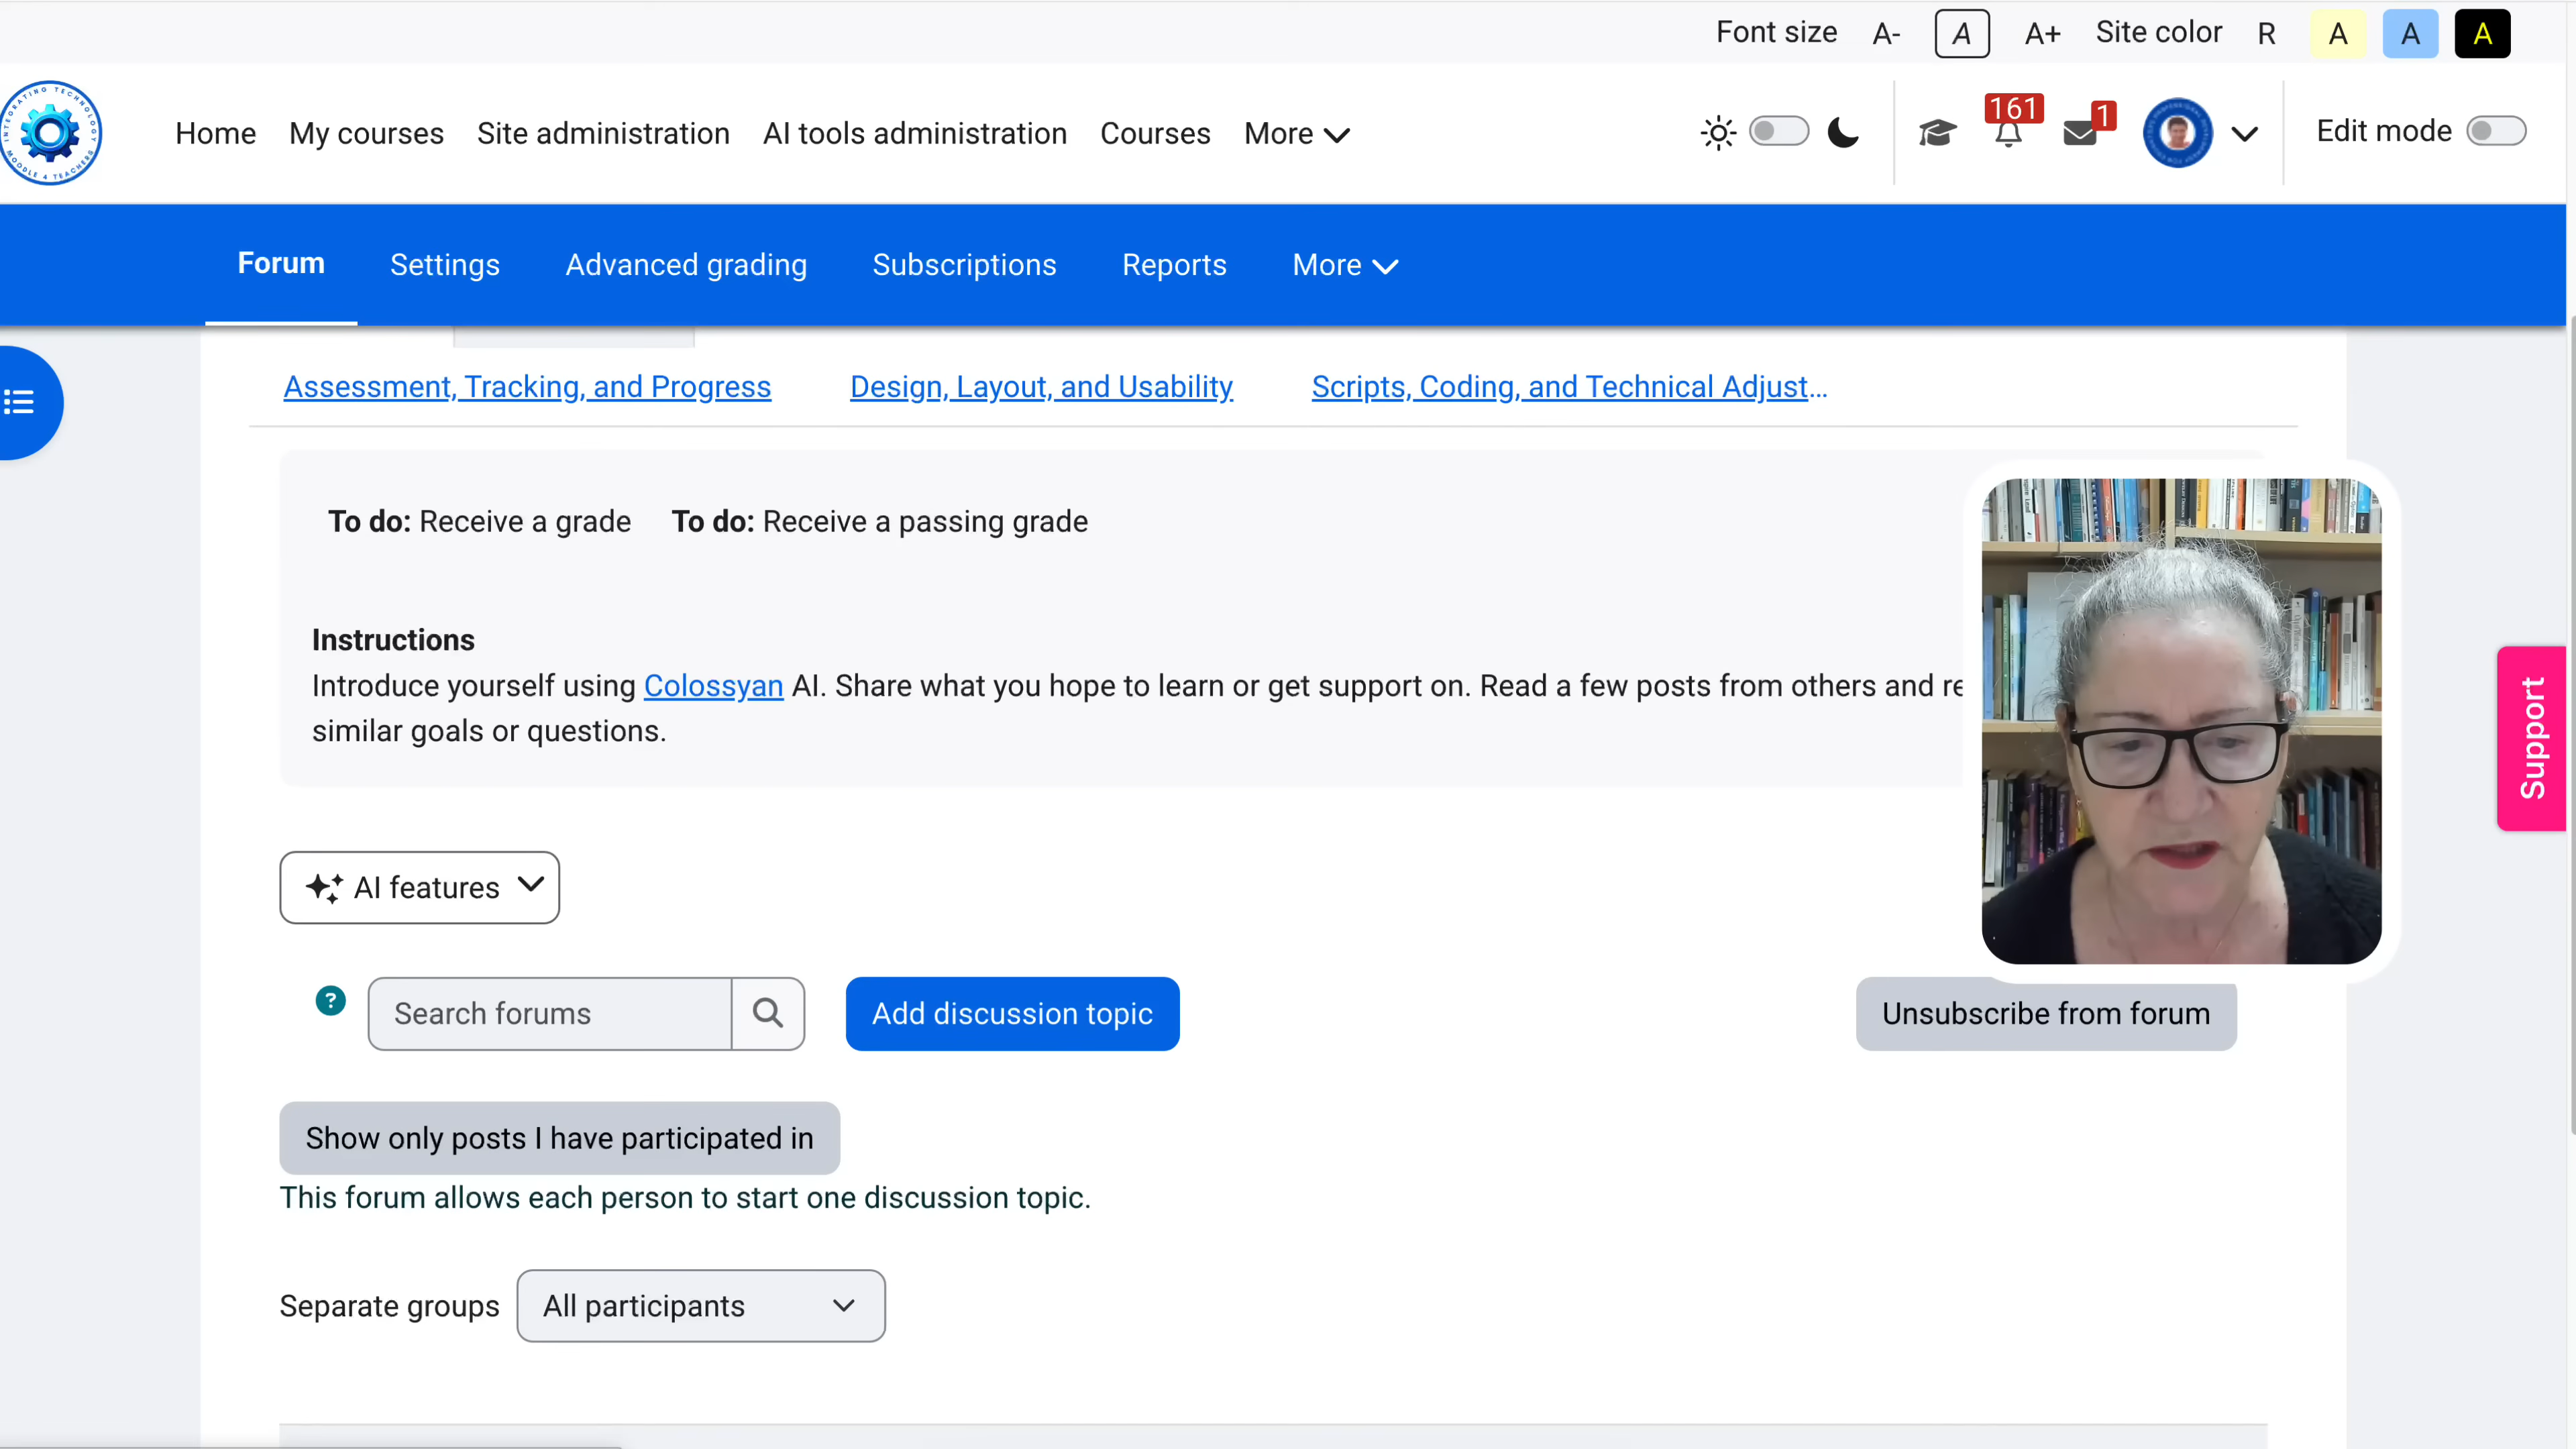 Font size A- A A+ Site color R A A A
INTEGRATING TECHNOLOGY
MOODLE 4 TEACHERS
Home My courses Site administration AI tools administration Courses More 161 1 Edit mode
Forum Settings Advanced grading Subscriptions Reports More
Assessment, Tracking, and Progress Design, Layout, and Usability Scripts, Coding, and Technical Adjust...
To do: Receive a grade To do: Receive a passing grade
Instructions
Introduce yourself using Colossyan AI. Share what you hope to learn or get support on. Read a few posts from others and re
similar goals or questions.
Support
AI features
? Search forums Add discussion topic Unsubscribe from forum
Show only posts I have participated in
This forum allows each person to start one discussion topic.
Separate groups All participants